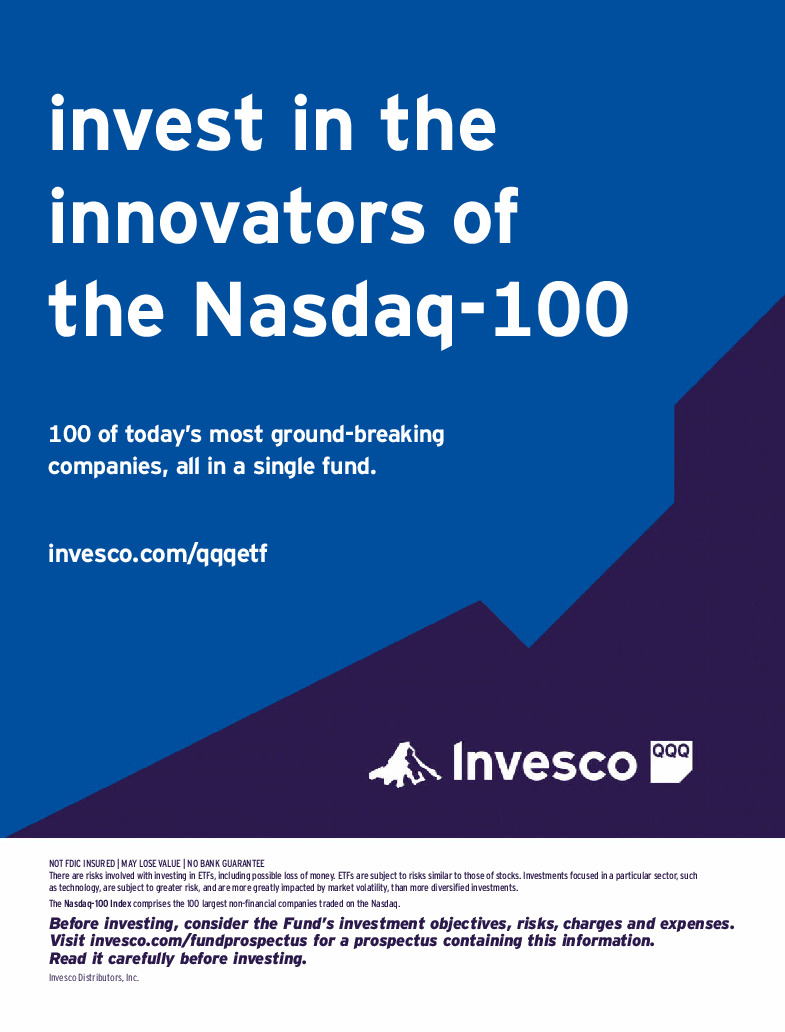 invest in the
innovators of
the Nasdaq-100
100 of today's most ground-breaking
companies, all in a single fund.
invesco.com/qqqetf
Invesco QQQ
NOT FDIC INSURED | MAY LOSE VALUE | NO BANK GUARANTEE
There are risks involved with investing in ETFs, including possible loss of money. ETFs are subject to risks similar to those of stocks. Investments focused in a particular sector, such
as technology, are subject to greater risk, and are more greatly impacted by market volatility, than more diversified investments.
The Nasdaq-100 Index comprises the 100 largest non-financial companies traded on the Nasdaq.
Before investing, consider the Fund's investment objectives, risks, charges and expenses.
Visit invesco.com/fundprospectus for a prospectus containing this information.
Read it carefully before investing.
Invesco Distributors, Inc.